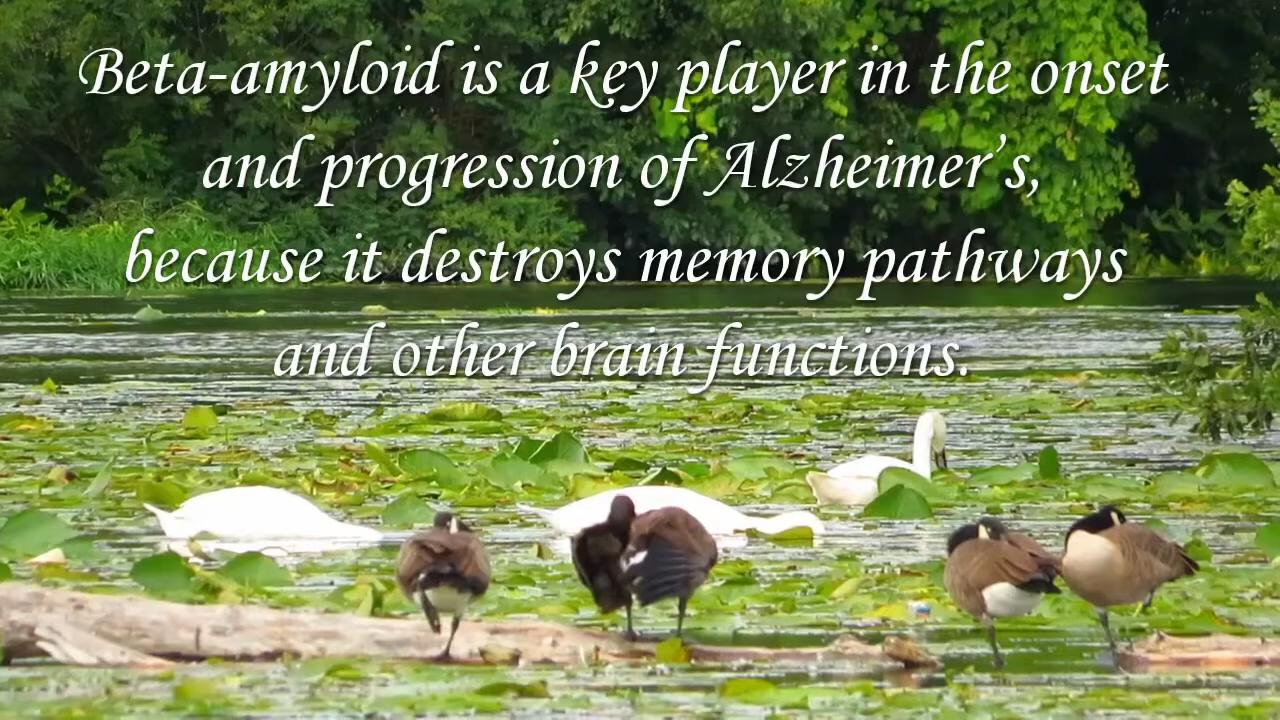 Beta-amyloid is a key player in the onset
and progression of Alzheimer’s,
because it destroys memory pathways
and other brain functions.